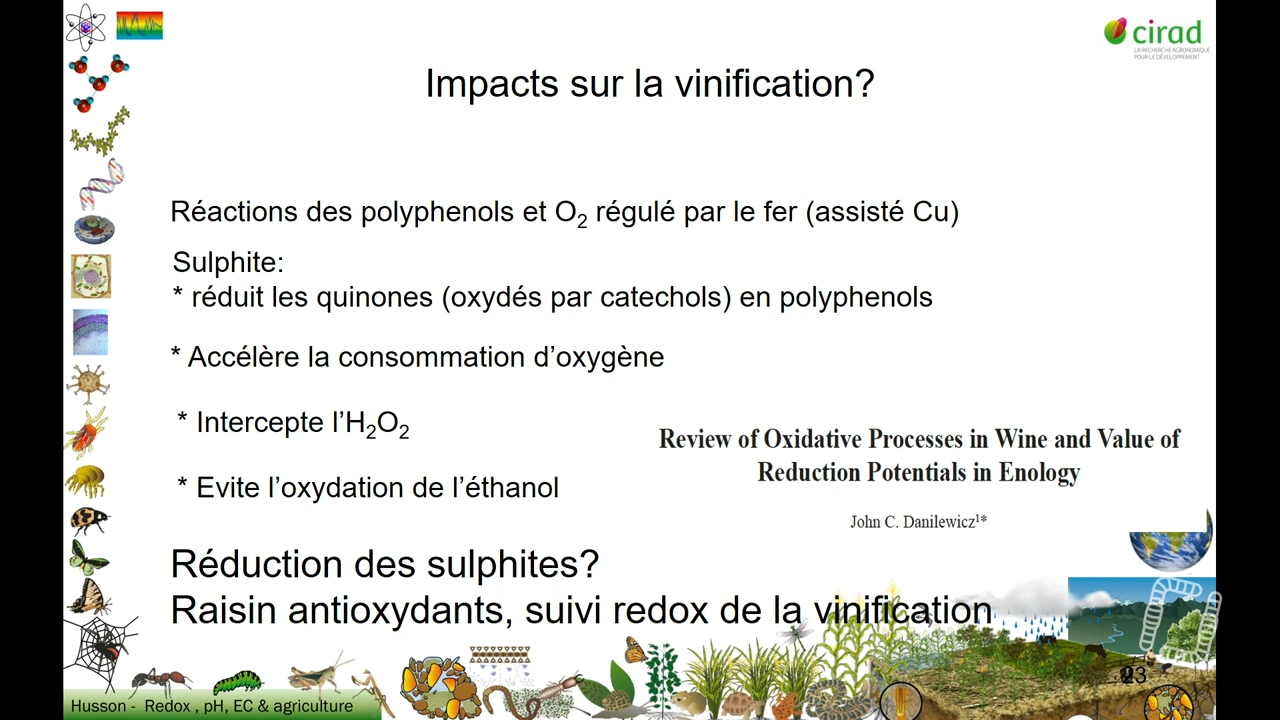 cirad
LA RECHERCHE AGRONOMIQUE
POUR LE DÉVELOPPEMENT
Impacts sur la vinification?
Réactions des polyphenols et O₂ régulé par le fer (assisté Cu)
Sulphite:
* réduit les quinones (oxydés par catechols) en polyphenols
* Accélère la consommation d’oxygène
* Intercepte l’H₂O₂
* Evite l’oxydation de l’éthanol
Review of Oxidative Processes in Wine and Value of
Reduction Potentials in Enology
John C. Danilewicz¹*
Réduction des sulphites?
Raisin antioxydants, suivi redox de la vinification
Husson - Redox , pH, EC & agriculture